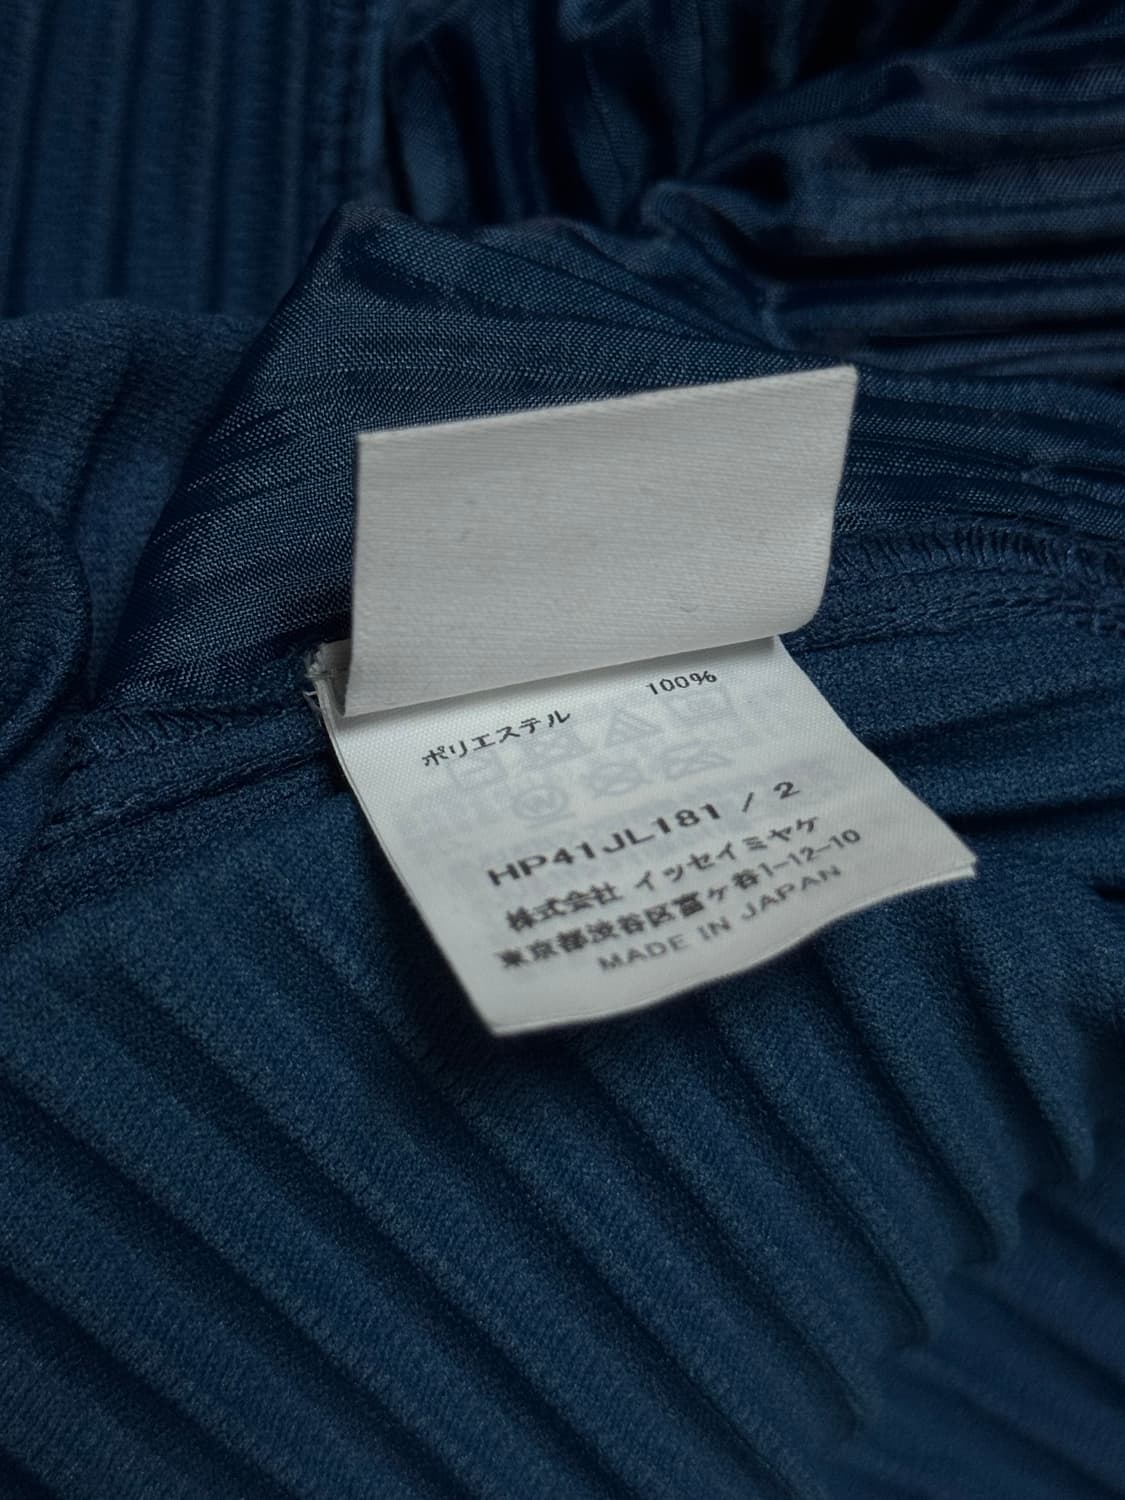 ポリエステル 100%
HP41JL181 / 2
株式会社 イッセイミヤケ
東京都渋谷区富ヶ谷1-12-10
MADE IN JAPAN